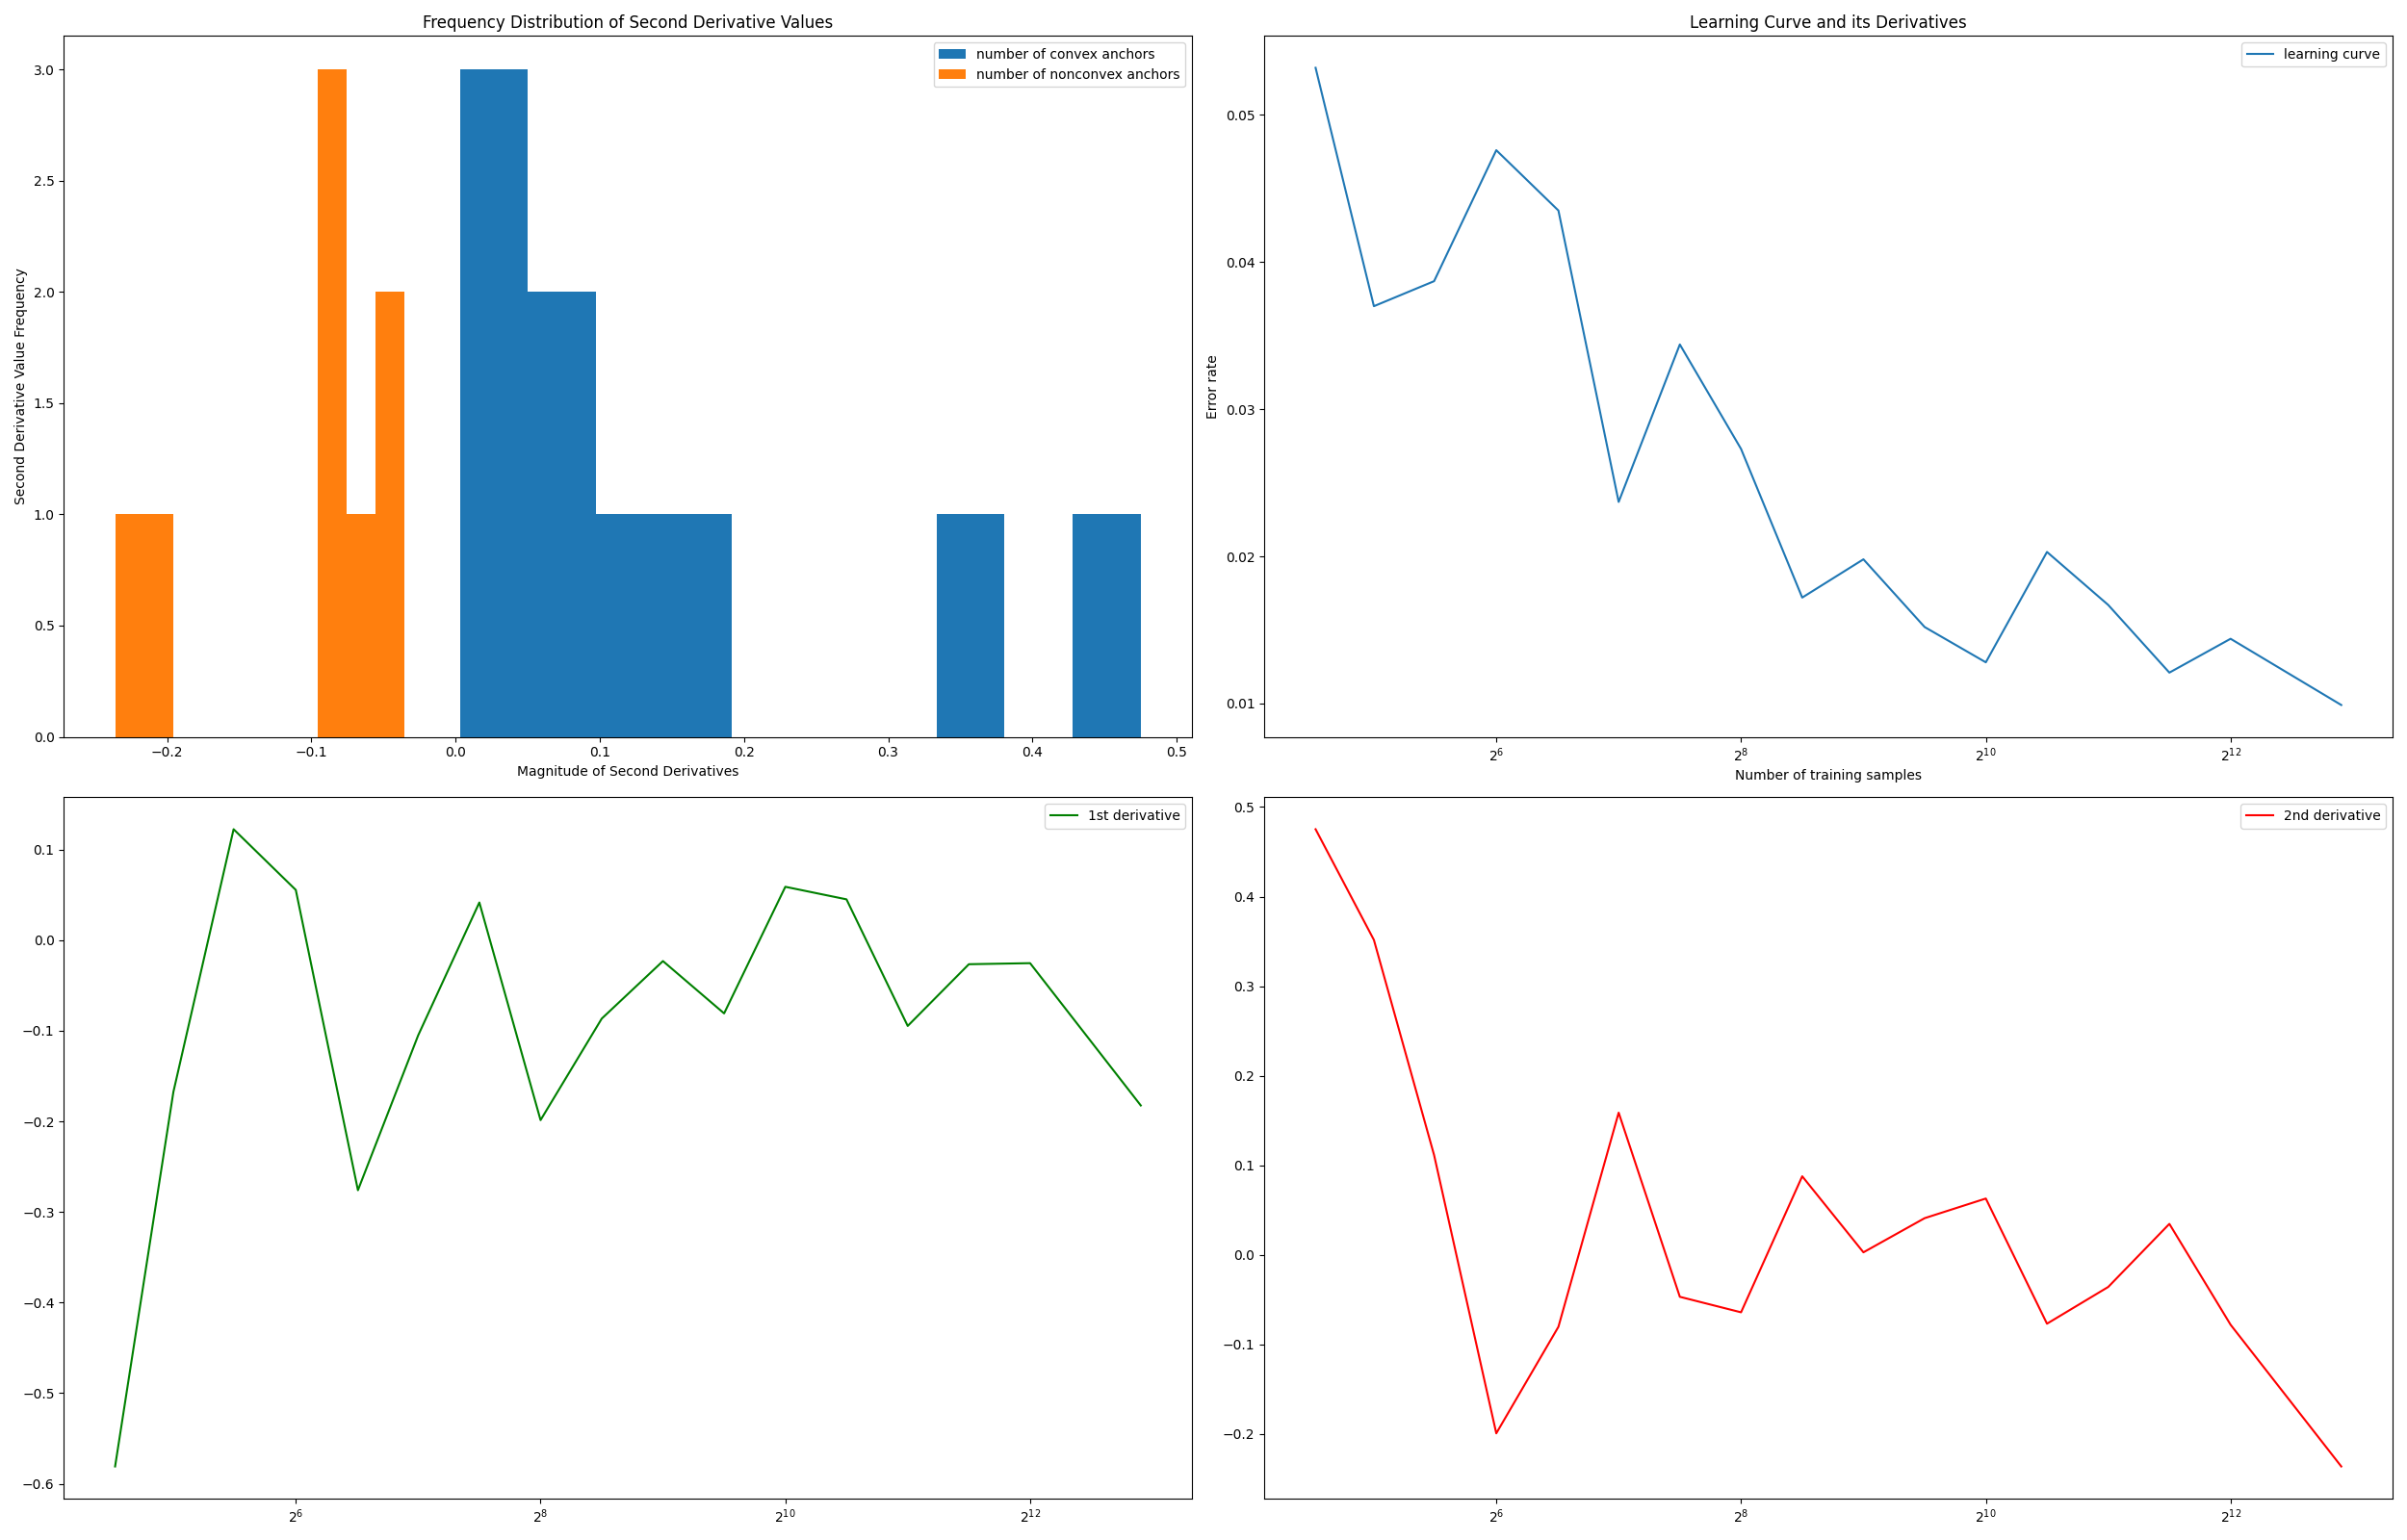 Frequency Distribution of Second Derivative Values
number of convex anchors
number of nonconvex anchors
3.0
2.5
2.0
1.5
1.0
0.5
0.0
Second Derivative Value Frequency
−0.2 −0.1 0.0 0.1 0.2 0.3 0.4 0.5
Magnitude of Second Derivatives
Learning Curve and its Derivatives
learning curve
0.05
0.04
0.03
0.02
0.01
Error rate
2^6 2^8 2^10 2^12
Number of training samples
1st derivative
0.1
0.0
−0.1
−0.2
−0.3
−0.4
−0.5
−0.6
2^6 2^8 2^10 2^12
2nd derivative
0.5
0.4
0.3
0.2
0.1
0.0
−0.1
−0.2
2^6 2^8 2^10 2^12